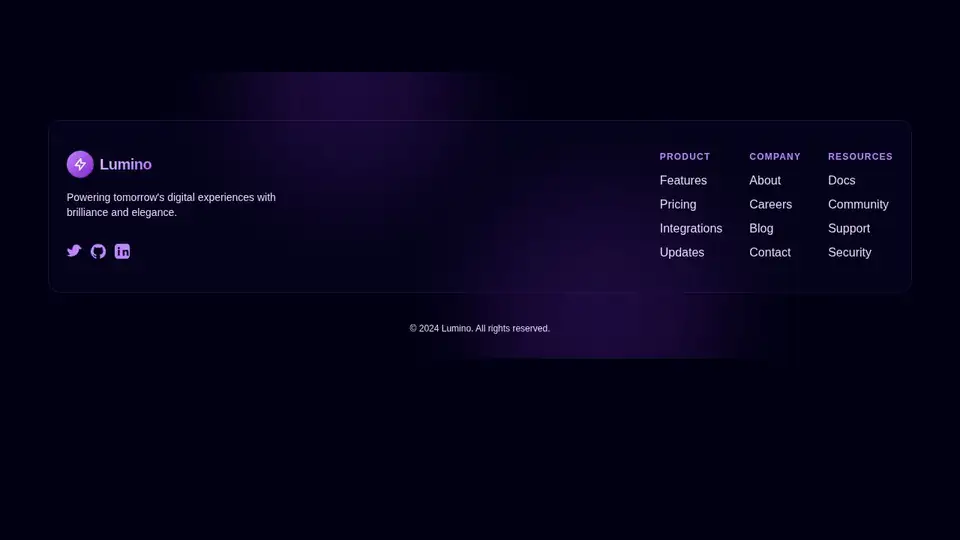 Lumino
Powering tomorrow's digital experiences with
brilliance and elegance.
PRODUCT
Features
Pricing
Integrations
Updates
COMPANY
About
Careers
Blog
Contact
RESOURCES
Docs
Community
Support
Security
© 2024 Lumino. All rights reserved.